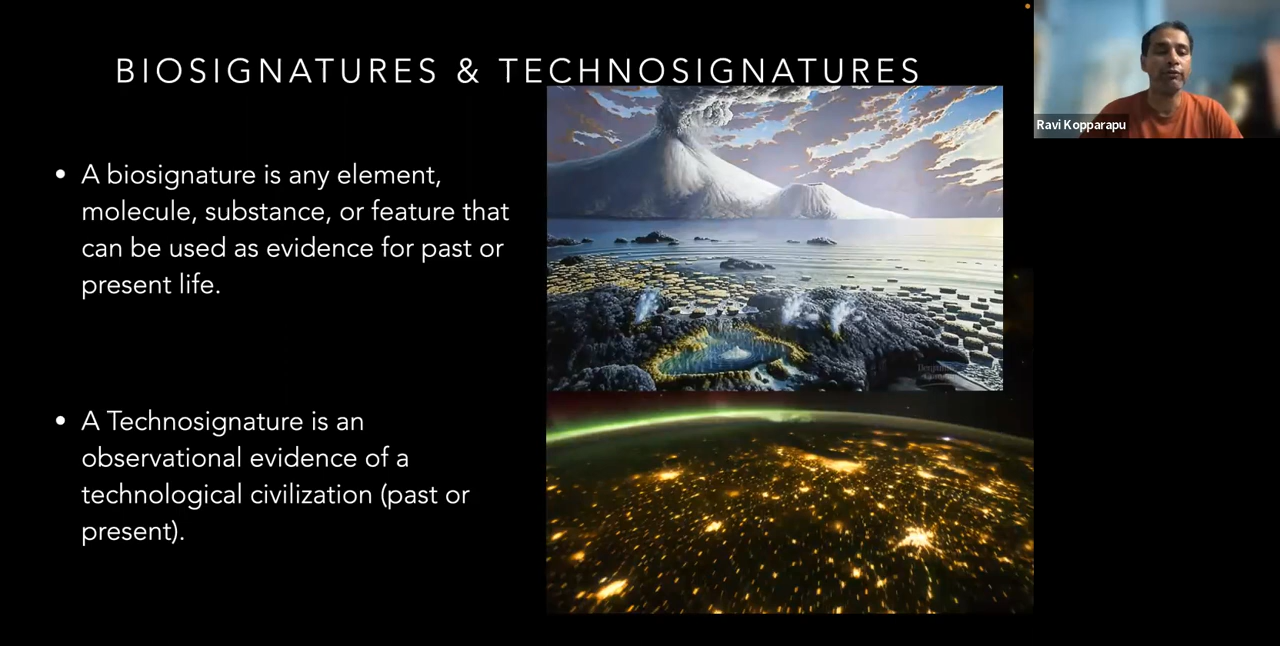 BIOSIGNATURES & TECHNOSIGNATURES
Ravi Kopparapu
• A biosignature is any element,
molecule, substance, or feature that
can be used as evidence for past or
present life.
• A Technosignature is an
observational evidence of a
technological civilization (past or
present).